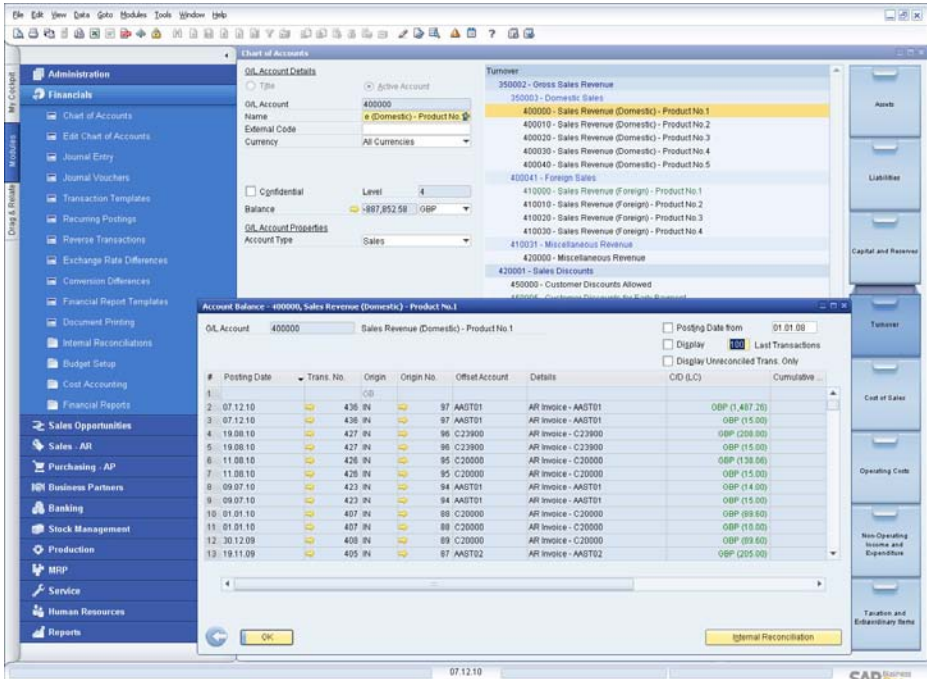 File Edit View Data Goto Modules Tools Window Help
Chart of Accounts
My Cockpit
Modules
Drag & Relate
Administration
Financials
Chart of Accounts
Edit Chart of Accounts
Journal Entry
Journal Vouchers
Transaction Templates
Recurring Postings
Reverse Transactions
Exchange Rate Differences
Conversion Differences
Financial Report Templates
Document Printing
Internal Reconciliations
Budget Setup
Cost Accounting
Financial Reports
Sales Opportunities
Sales - AR
Purchasing - AP
Business Partners
Banking
Stock Management
Production
MRP
Service
Human Resources
Reports
G/L Account Details
Title Active Account
G/L Account 400000
Name e (Domestic) - Product No.
External Code
Currency All Currencies
Confidential Level 4
Balance -887,852.58 GBP
G/L Account Properties
Account Type Sales
Turnover
350002 - Gross Sales Revenue
350003 - Domestic Sales
400000 - Sales Revenue (Domestic) - Product No.1
400010 - Sales Revenue (Domestic) - Product No.2
400020 - Sales Revenue (Domestic) - Product No.3
400030 - Sales Revenue (Domestic) - Product No.4
400040 - Sales Revenue (Domestic) - Product No.5
400041 - Foreign Sales
410000 - Sales Revenue (Foreign) - Product No.1
410010 - Sales Revenue (Foreign) - Product No.2
410020 - Sales Revenue (Foreign) - Product No.3
410030 - Sales Revenue (Foreign) - Product No.4
410031 - Miscellaneous Revenue
420000 - Miscellaneous Revenue
420001 - Sales Discounts
450000 - Customer Discounts Allowed
Assets
Liabilities
Capital and Reserves
Turnover
Cost of Sales
Operating Costs
Non-Operating
Income and
Expenditure
Taxation and
Extraordinary Items
Account Balance - 400000, Sales Revenue (Domestic) - Product No.1
G/L Account 400000 Sales Revenue (Domestic) - Product No.1
Posting Date from 01.01.08
Display 100 Last Transactions
Display Unreconciled Trans. Only
# Posting Date Trans. No. Origin Origin No. Offset Account Details C/D (LC) Cumulative ...
1 OB
2 07.12.10 436 IN 97 AAST01 AR Invoice - AAST01 GBP (1,487.26)
3 07.12.10 436 IN 97 AAST01 AR Invoice - AAST01 GBP (15.00)
4 19.08.10 427 IN 96 C23900 AR Invoice - C23900 GBP (208.00)
5 19.08.10 427 IN 96 C23900 AR Invoice - C23900 GBP (15.00)
6 11.08.10 426 IN 95 C20000 AR Invoice - C20000 GBP (138.06)
7 11.08.10 426 IN 95 C20000 AR Invoice - C20000 GBP (15.00)
8 09.07.10 423 IN 94 AAST01 AR Invoice - AAST01 GBP (14.00)
9 09.07.10 423 IN 94 AAST01 AR Invoice - AAST01 GBP (15.00)
10 01.01.10 407 IN 88 C20000 AR Invoice - C20000 GBP (89.60)
11 01.01.10 407 IN 88 C20000 AR Invoice - C20000 GBP (10.00)
12 30.12.09 408 IN 89 C20000 AR Invoice - C20000 GBP (89.60)
13 19.11.09 405 IN 87 AAST02 AR Invoice - AAST02 GBP (205.00)
OK
Internal Reconciliation
07.12.10
SAP Business